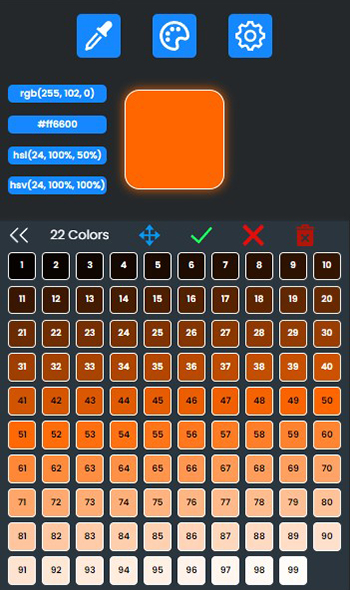 rgb(255, 102, 0)
#ff6600
hsl(24, 100%, 50%)
hsv(24, 100%, 100%)
22 Colors
1 2 3 4 5 6 7 8 9 10
11 12 13 14 15 16 17 18 19 20
21 22 23 24 25 26 27 28 29 30
31 32 33 34 35 36 37 38 39 40
41 42 43 44 45 46 47 48 49 50
51 52 53 54 55 56 57 58 59 60
61 62 63 64 65 66 67 68 69 70
71 72 73 74 75 76 77 78 79 80
81 82 83 84 85 86 87 88 89 90
91 92 93 94 95 96 97 98 99